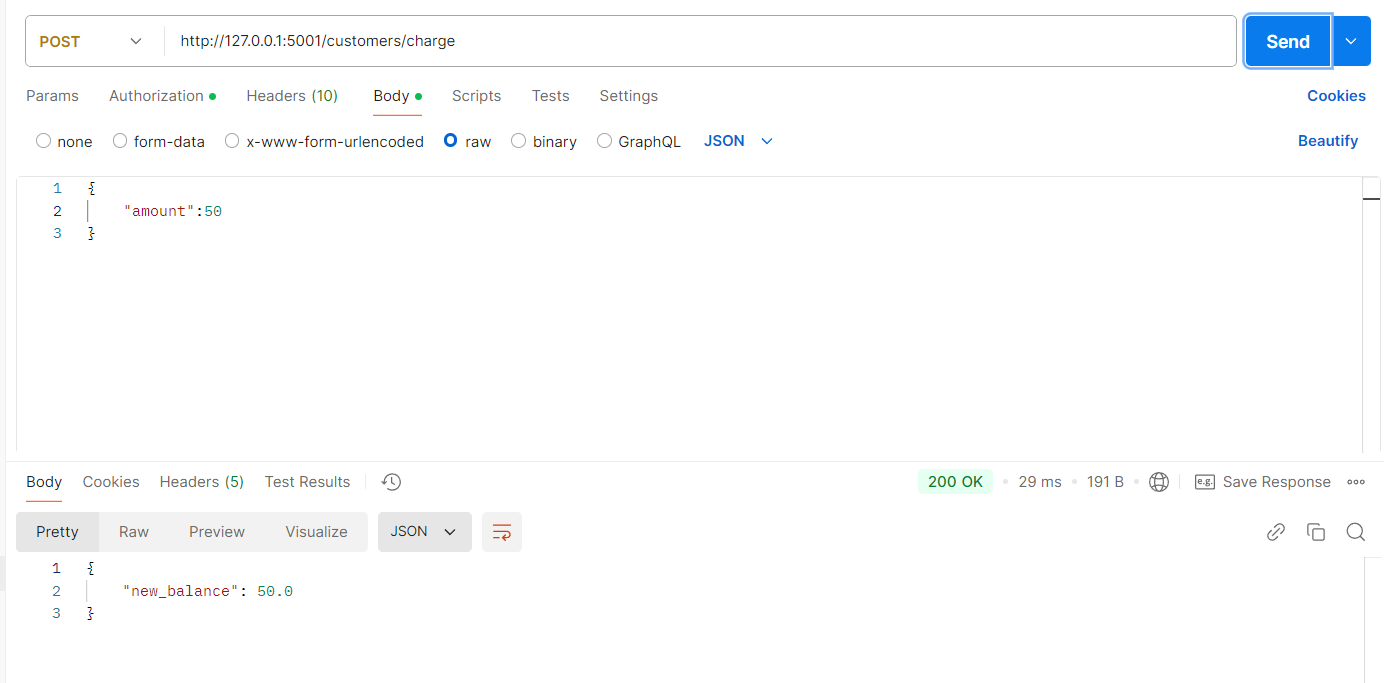 POST http://127.0.0.1:5001/customers/charge Send
Params Authorization Headers (10) Body Scripts Tests Settings Cookies
none form-data x-www-form-urlencoded raw binary GraphQL JSON Beautify
1 {
2 "amount":50
3 }
Body Cookies Headers (5) Test Results 200 OK 29 ms 191 B e.g. Save Response
Pretty Raw Preview Visualize JSON
1 {
2 "new_balance": 50.0
3 }